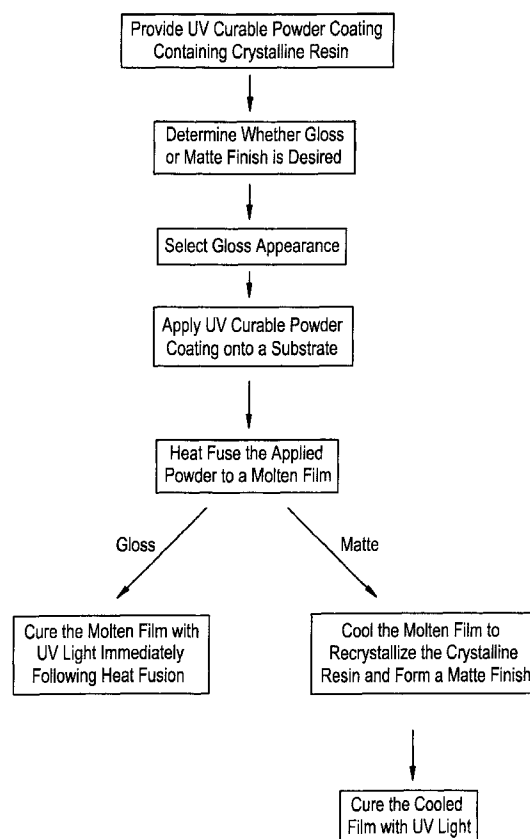 Provide UV Curable Powder Coating
Containing Crystalline Resin
Determine Whether Gloss
or Matte Finish is Desired
Select Gloss Appearance
Apply UV Curable Powder
Coating onto a Substrate
Heat Fuse the Applied
Powder to a Molten Film
Gloss
Matte
Cure the Molten Film with
UV Light Immediately
Following Heat Fusion
Cool the Molten Film to
Recrystallize the Crystalline
Resin and Form a Matte Finish
Cure the Cooled
Film with UV Light